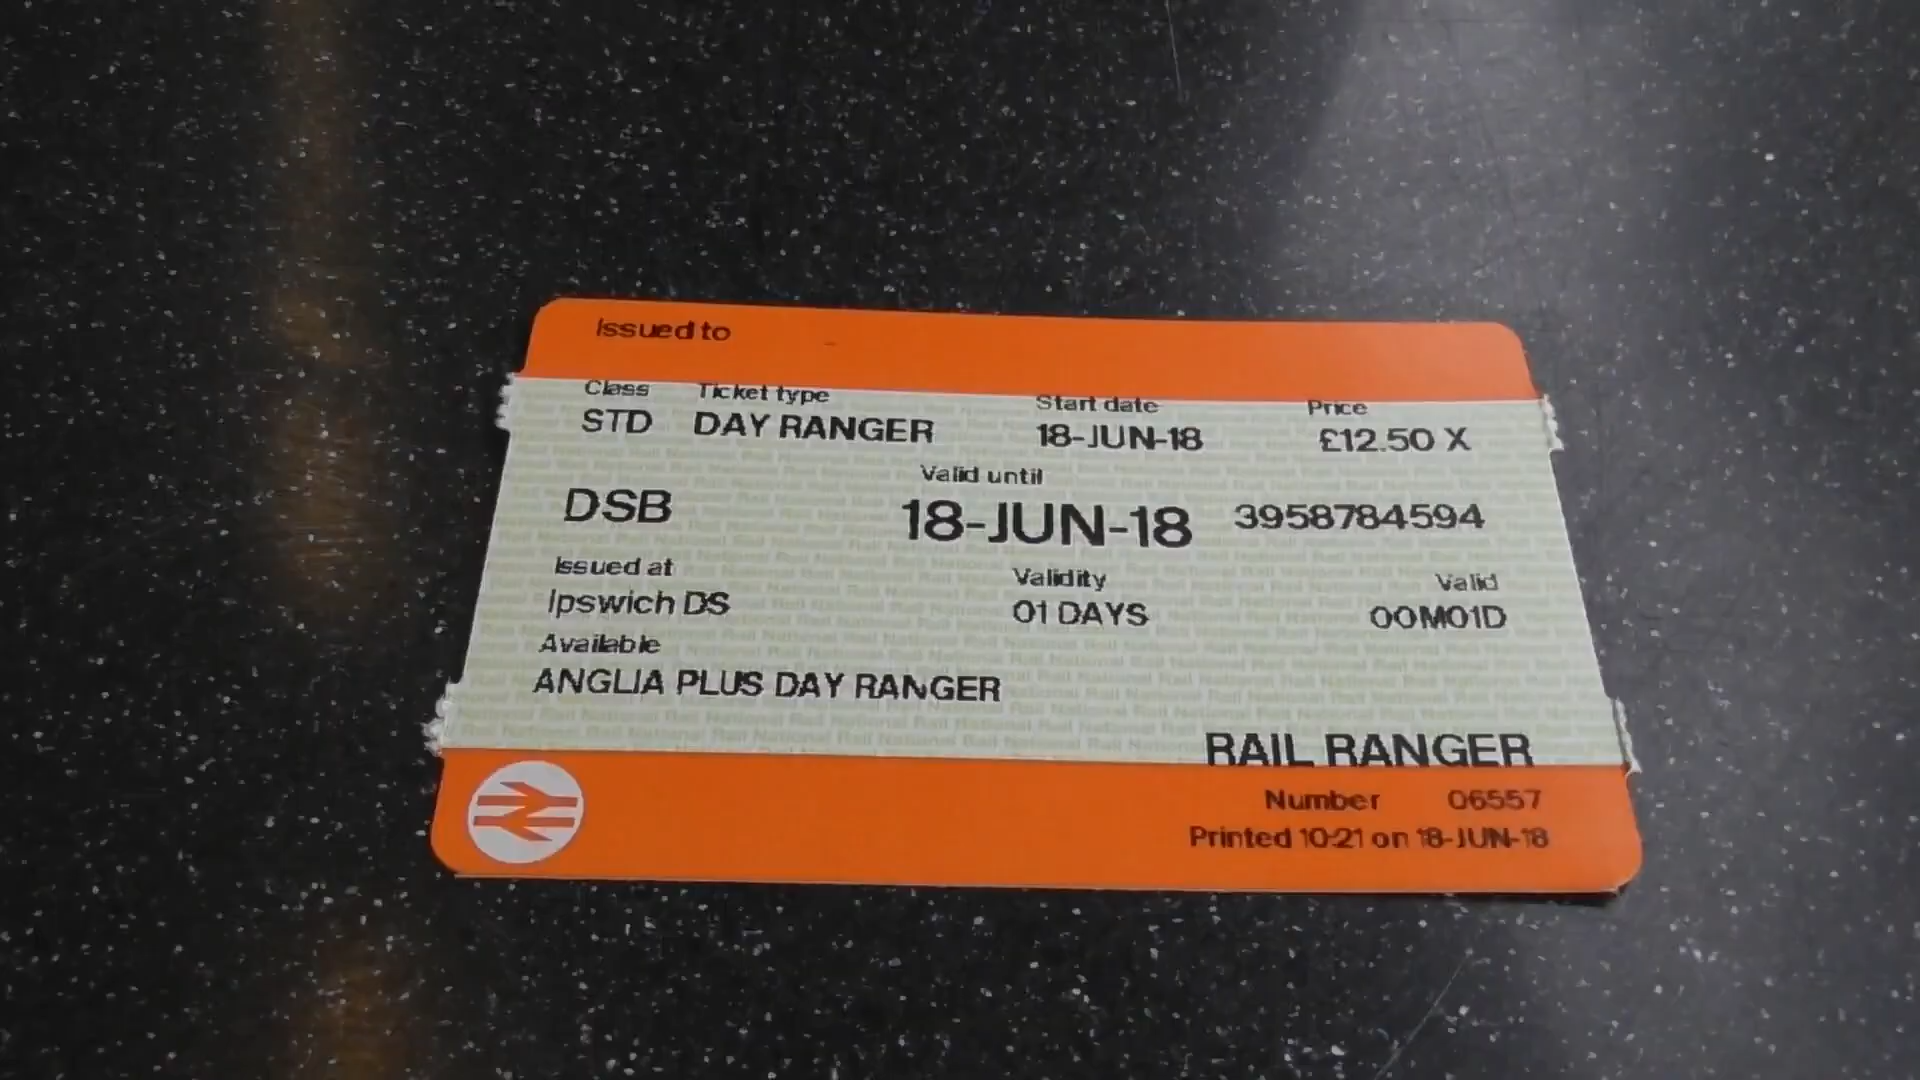 Issued to
Class Ticket type Start date Price
STD DAY RANGER 18-JUN-18 £12.50 X
Valid until
DSB 18-JUN-18 3958784594
Issued at Validity Valid
Ipswich DS 01 DAYS 00M01D
Available
ANGLIA PLUS DAY RANGER
RAIL RANGER
Number 06557
Printed 10:21 on 18-JUN-18